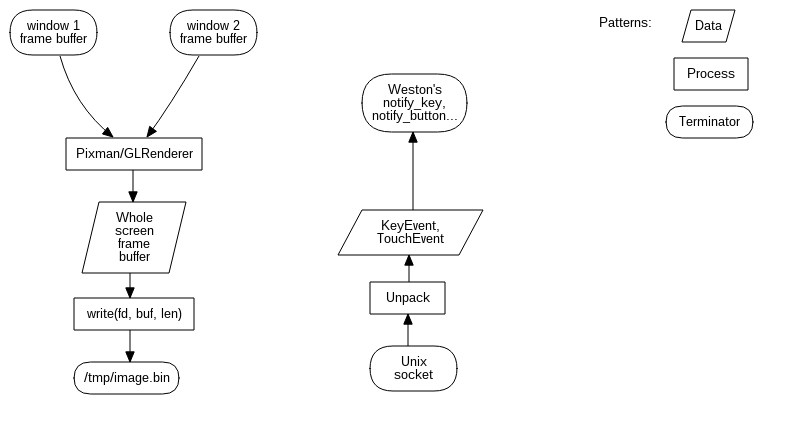 window 1
frame buffer
window 2
frame buffer
Pixman/GLRenderer
Whole
screen
frame
buffer
write(fd, buf, len)
/tmp/image.bin
Weston's
notify_key,
notify_button...
KeyEvent,
TouchEvent
Unpack
Unix
socket
Patterns:
Data
Process
Terminator